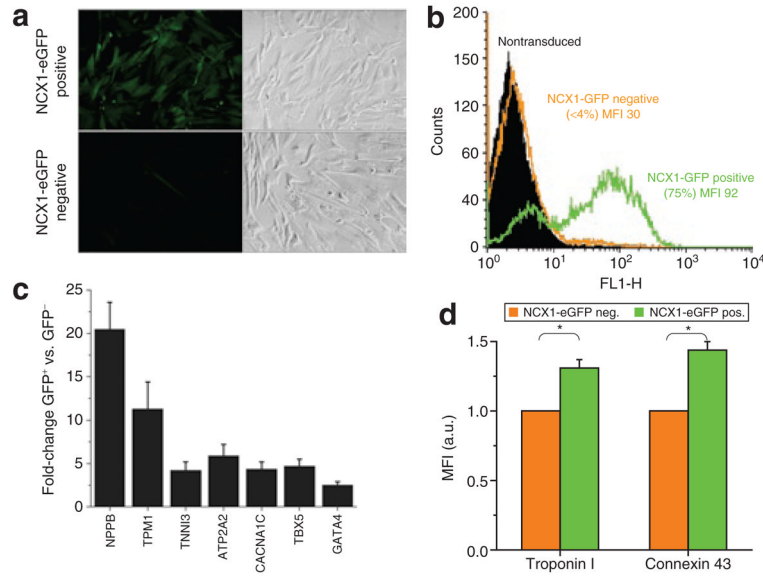 a
NCX1-eGFP
positive
NCX1-eGFP
negative
b
200
150
120
60
40
0
Counts
Nontransduced
NCX1-GFP negative
(<4%) MFI 30
NCX1-GFP positive
(75%) MFI 92
10⁰ 10¹ 10² 10³ 10⁴
FL1-H
c
Fold-change GFP⁺ vs. GFP⁻
25
20
15
10
5
0
NPPB
TPM1
TNNI3
ATP2A2
CACNA1C
TBX5
GATA4
d
NCX1-eGFP neg. NCX1-eGFP pos.
MFI (a.u.)
1.5
1.0
0.5
0.0
* *
Troponin I Connexin 43